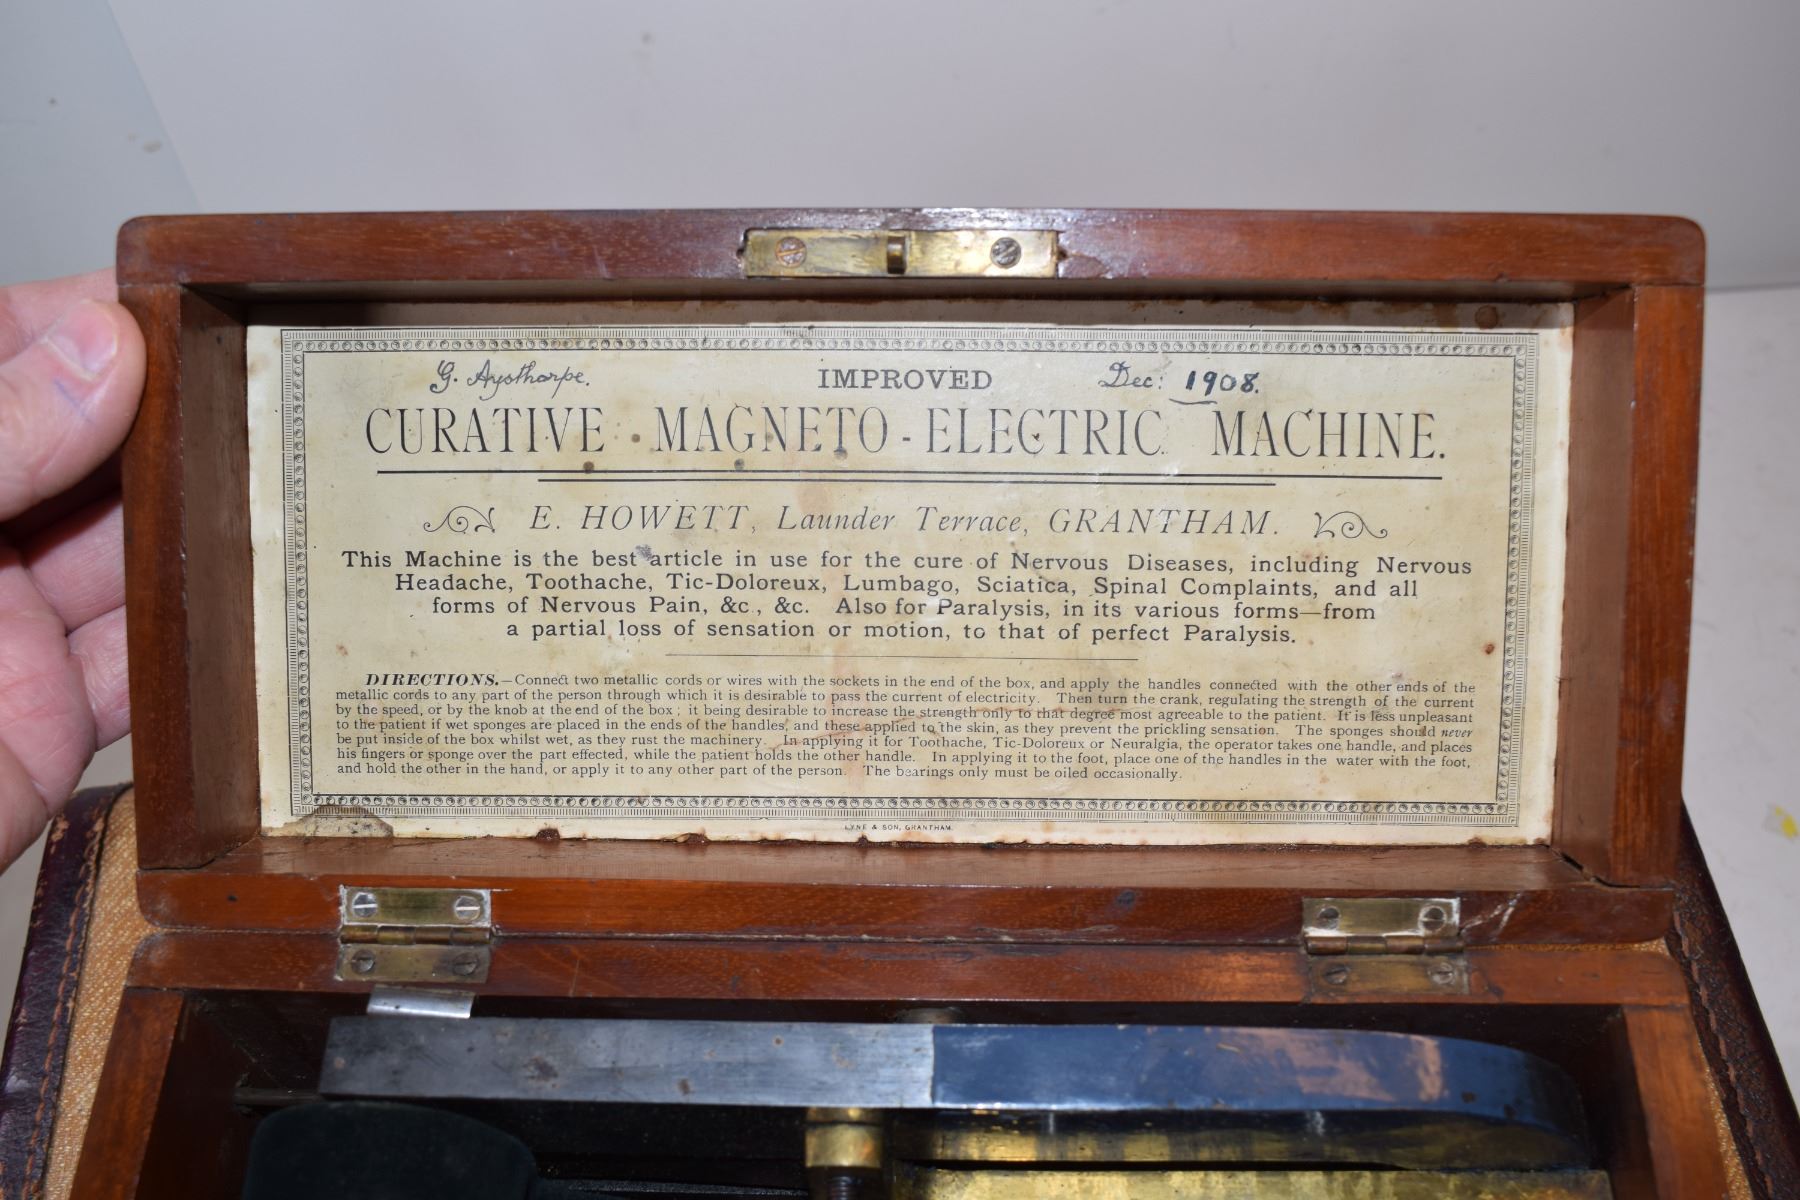 G. Aysthorpe. IMPROVED Dec: 1908.
CURATIVE MAGNETO-ELECTRIC MACHINE.
E. HOWETT, Launder Terrace, GRANTHAM.
This Machine is the best article in use for the cure of Nervous Diseases, including Nervous
Headache, Toothache, Tic-Doloreux, Lumbago, Sciatica, Spinal Complaints, and all
forms of Nervous Pain, &c., &c. Also for Paralysis, in its various forms—from
a partial loss of sensation or motion, to that of perfect Paralysis.
DIRECTIONS.—Connect two metallic cords or wires with the sockets in the end of the box, and apply the handles connected with the other ends of the
metallic cords to any part of the person through which it is desirable to pass the current of electricity. Then turn the crank, regulating the strength of the current
by the speed, or by the knob at the end of the box; it being desirable to increase the strength only to that degree most agreeable to the patient. It is less unpleasant
to the patient if wet sponges are placed in the ends of the handles, and these applied to the skin, as they prevent the prickling sensation. The sponges should never
be put inside of the box whilst wet, as they rust the machinery. In applying it for Toothache, Tic-Doloreux or Neuralgia, the operator takes one handle, and places
his fingers or sponge over the part effected, while the patient holds the other handle. In applying it to the foot, place one of the handles in the water with the foot,
and hold the other in the hand, or apply it to any other part of the person. The bearings only must be oiled occasionally.
LYNE & SON, GRANTHAM.